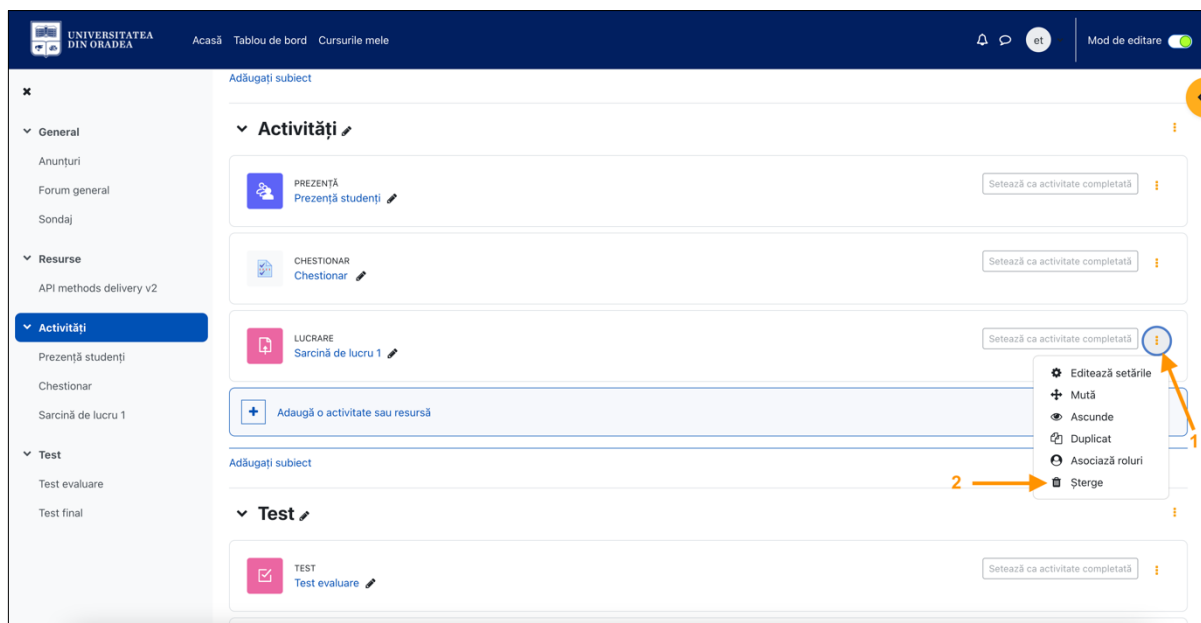 UNIVERSITATEA
DIN ORADEA
Acasă Tablou de bord Cursurile mele
et
Mod de editare
General
Anunțuri
Forum general
Sondaj
Resurse
API methods delivery v2
Activități
Prezență studenți
Chestionar
Sarcină de lucru 1
Test
Test evaluare
Test final
Adăugați subiect
Activități
PREZENȚĂ
Prezență studenți
Setează ca activitate completată
CHESTIONAR
Chestionar
Setează ca activitate completată
LUCRARE
Sarcină de lucru 1
Setează ca activitate completată
1
Editează setările
Mută
Ascunde
Duplicat
Asociază roluri
2
Șterge
Adaugă o activitate sau resursă
Adăugați subiect
Test
TEST
Test evaluare
Setează ca activitate completată